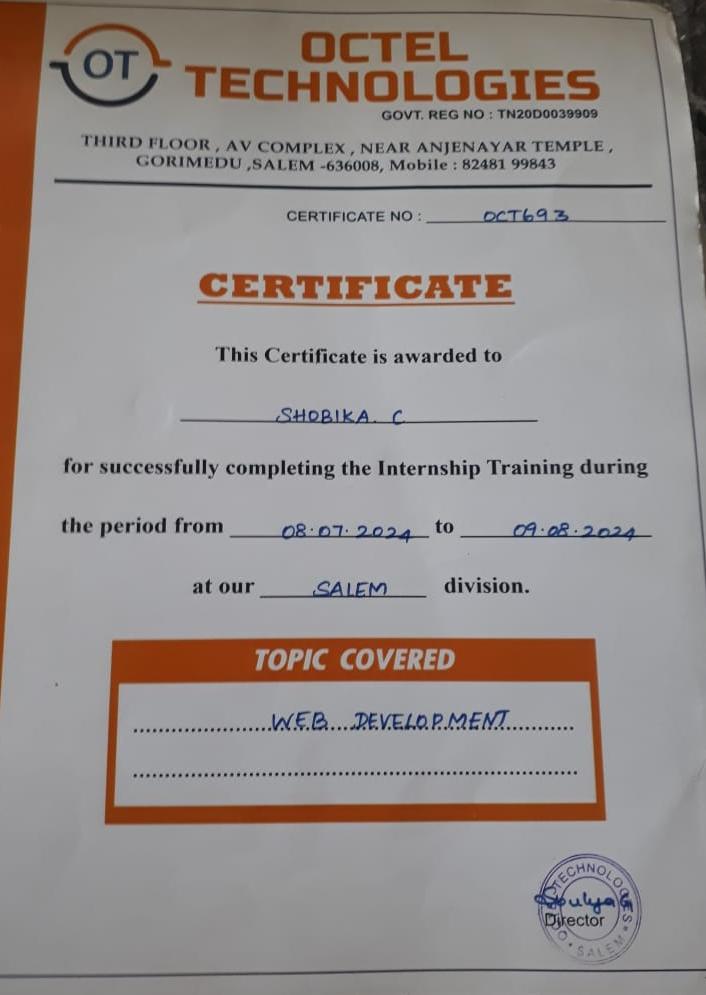 OT
OCTEL
TECHNOLOGIES
GOVT. REG NO : TN20D0039909
THIRD FLOOR , AV COMPLEX , NEAR ANJENAYAR TEMPLE ,
GORIMEDU ,SALEM -636008, Mobile : 82481 99843
CERTIFICATE NO : OCT693
CERTIFICATE
This Certificate is awarded to
SHOBIKA. C
for successfully completing the Internship Training during
the period from 08.07.2024 to 09.08.2024
at our SALEM division.
TOPIC COVERED
WEB DEVELOPMENT
TECHNOLOGIES
Director
SALEM